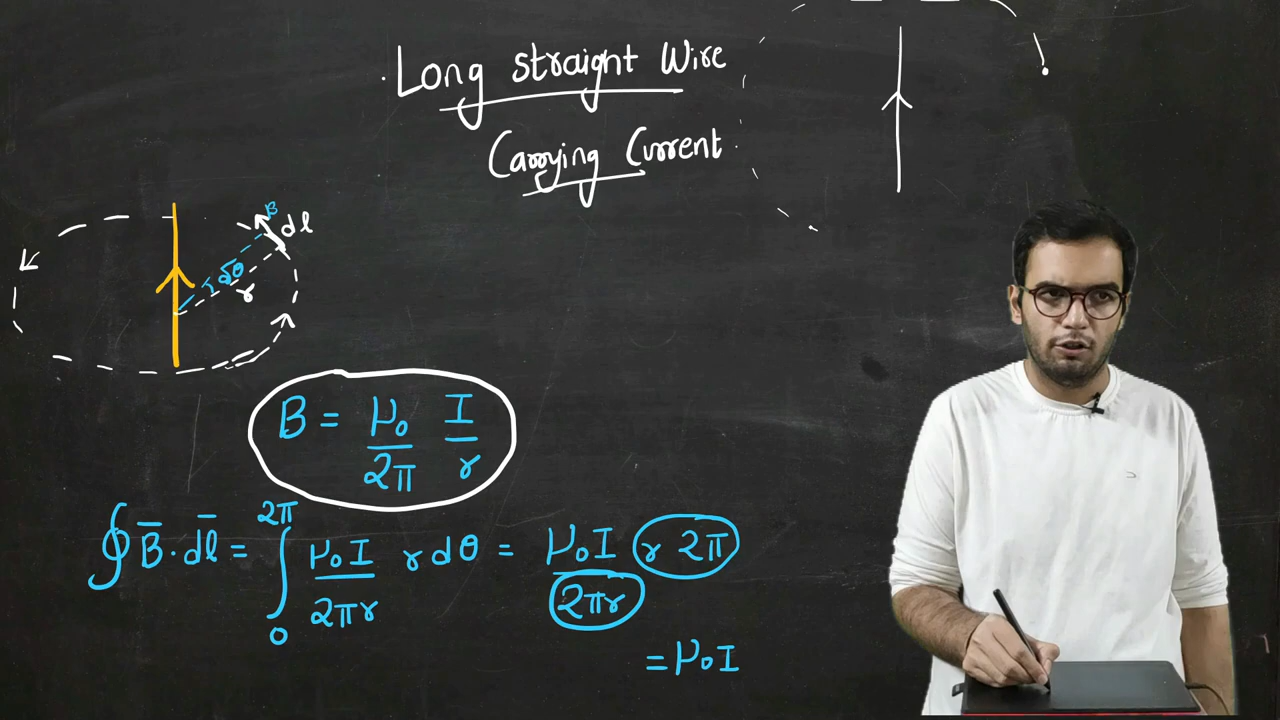 Long straight Wire
Carrying Current
B
dl
dθ
r
B = μ₀/2π I/r
∮ B̅ · dl̅ = ∫₀^2π μ₀I/2πr r dθ = μ₀I r 2π/2πr
= μ₀I